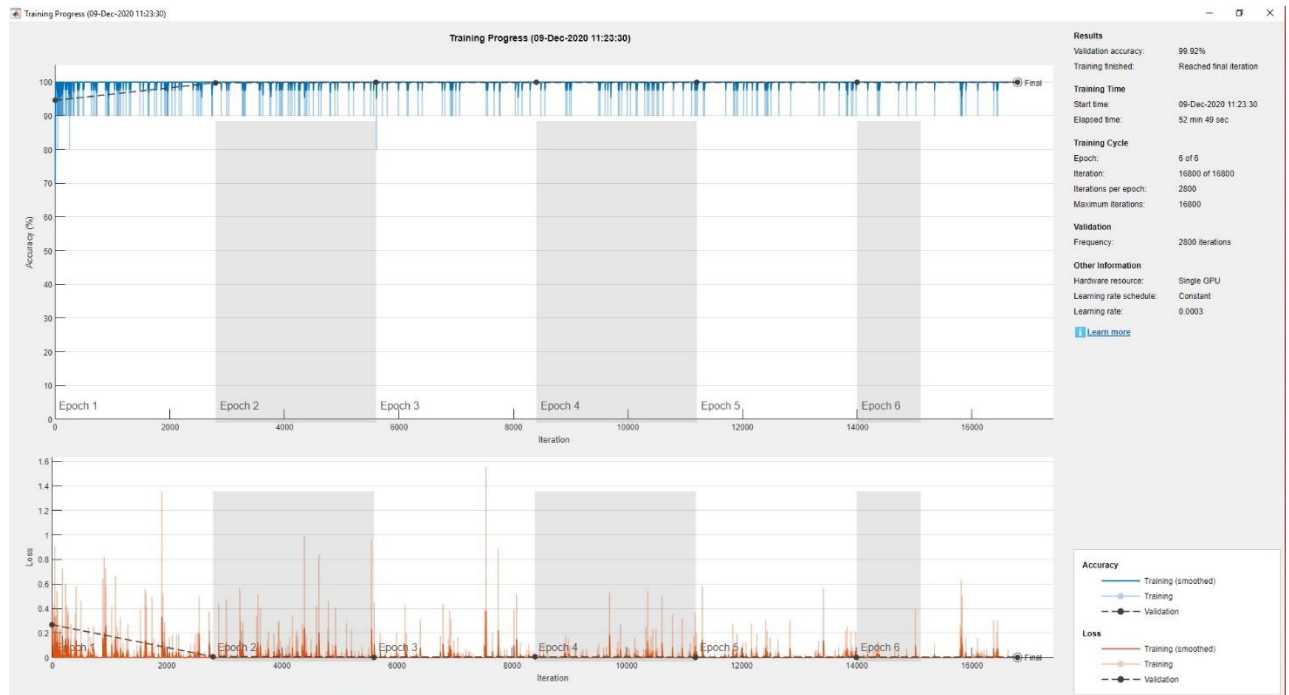 Training Progress (09-Dec-2020 11:23:30)
Training Progress (09-Dec-2020 11:23:30)
Accuracy (%)
100
90
80
70
60
50
40
30
20
10
0
Epoch 1 Epoch 2 Epoch 3 Epoch 4 Epoch 5 Epoch 6
0 2000 4000 6000 8000 10000 12000 14000 16000
Iteration
Final
Loss
1.6
1.4
1.2
1
0.8
0.6
0.4
0.2
0
Epoch 1 Epoch 2 Epoch 3 Epoch 4 Epoch 5 Epoch 6
0 2000 4000 6000 8000 10000 12000 14000 16000
Iteration
Final
Results
Validation accuracy: 99.92%
Training finished: Reached final iteration
Training Time
Start time: 09-Dec-2020 11:23:30
Elapsed time: 52 min 49 sec
Training Cycle
Epoch: 6 of 6
Iteration: 16800 of 16800
Iterations per epoch: 2800
Maximum iterations: 16800
Validation
Frequency: 2800 iterations
Other Information
Hardware resource: Single GPU
Learning rate schedule: Constant
Learning rate: 0.0003
Learn more
Accuracy
Training (smoothed)
Training
Validation
Loss
Training (smoothed)
Training
Validation